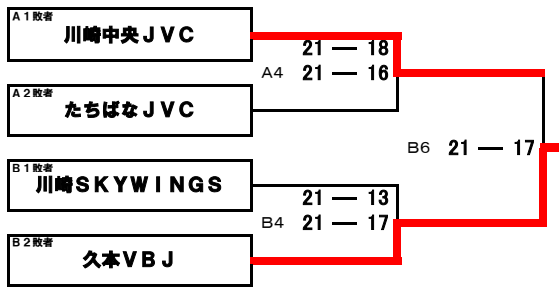 A1敗者
川崎中央JVC
21 ― 18
A4 21 ― 16
A2敗者
たちばなJVC
B6 21 ― 17
B1敗者
川崎SKYWINGS
21 ― 13
B4 21 ― 17
B2敗者
久本VBJ